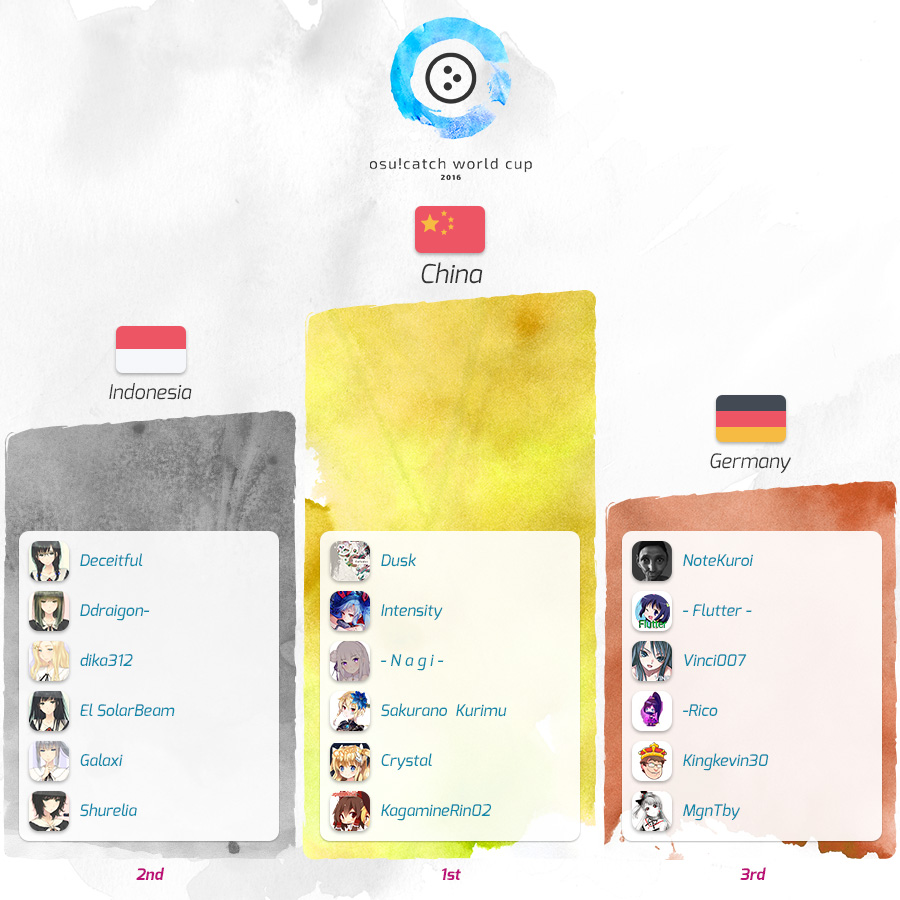 osu!catch world cup
2016
China
Indonesia
Germany
Deceitful
Ddraigon-
dika312
El SolarBeam
Galaxi
Shurelia
Dusk
Intensity
- N a g i -
Sakurano Kurimu
Crystal
KagamineRin02
NoteKuroi
- Flutter -
Flutter
Vinci007
-Rico
Kingkevin30
MgnTby
2nd
1st
3rd